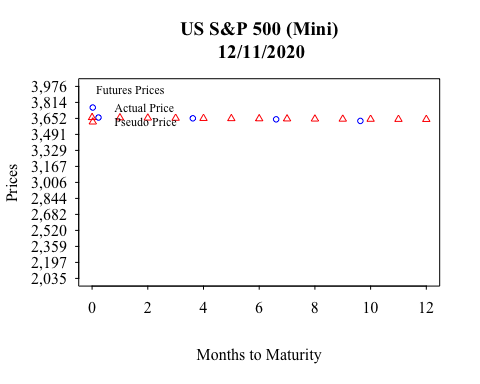 US S&P 500 (Mini)
12/11/2020
Futures Prices
Actual Price
Pseudo Price
Prices
3,976
3,814
3,652
3,491
3,329
3,167
3,006
2,844
2,682
2,520
2,359
2,197
2,035
0 2 4 6 8 10 12
Months to Maturity